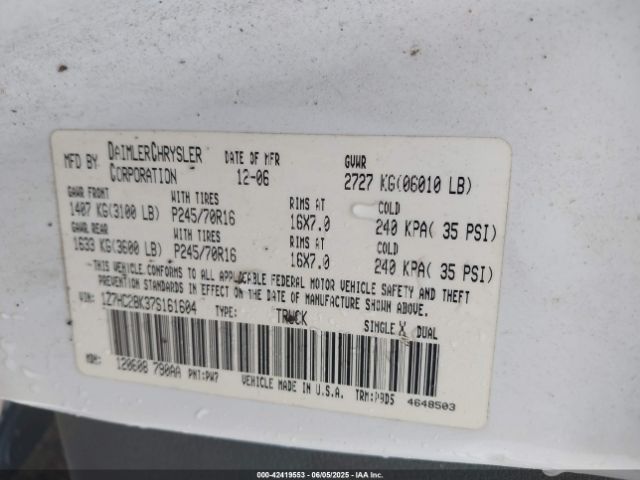 MFD BY DAIMLERCHRYSLER CORPORATION DATE OF MFR 12-06 GVWR 2727 KG(06010 LB)
GAWR FRONT WITH TIRES RIMS AT COLD
1407 KG(3100 LB) P245/70R16 16X7.0 240 KPA( 35 PSI)
GAWR REAR WITH TIRES RIMS AT COLD
1633 KG(3600 LB) P245/70R16 16X7.0 240 KPA( 35 PSI)
-THIS VEHICLE CONFORMS TO ALL APPLICABLE FEDERAL MOTOR VEHICLE SAFETY AND THEFT
PREVENTION STANDARDS IN EFFECT ON THE DATE OF MANUFACTURE SHOWN ABOVE.
VIN: 1Z7HC28K37S161604 TYPE: TRUCK SINGLE X DUAL
MDH: 120608 790AA PNT:PW7 VEHICLE MADE IN U.S.A. TRM:P9D5 4648503
000-42419553 - 06/05/2025 - IAA Inc.